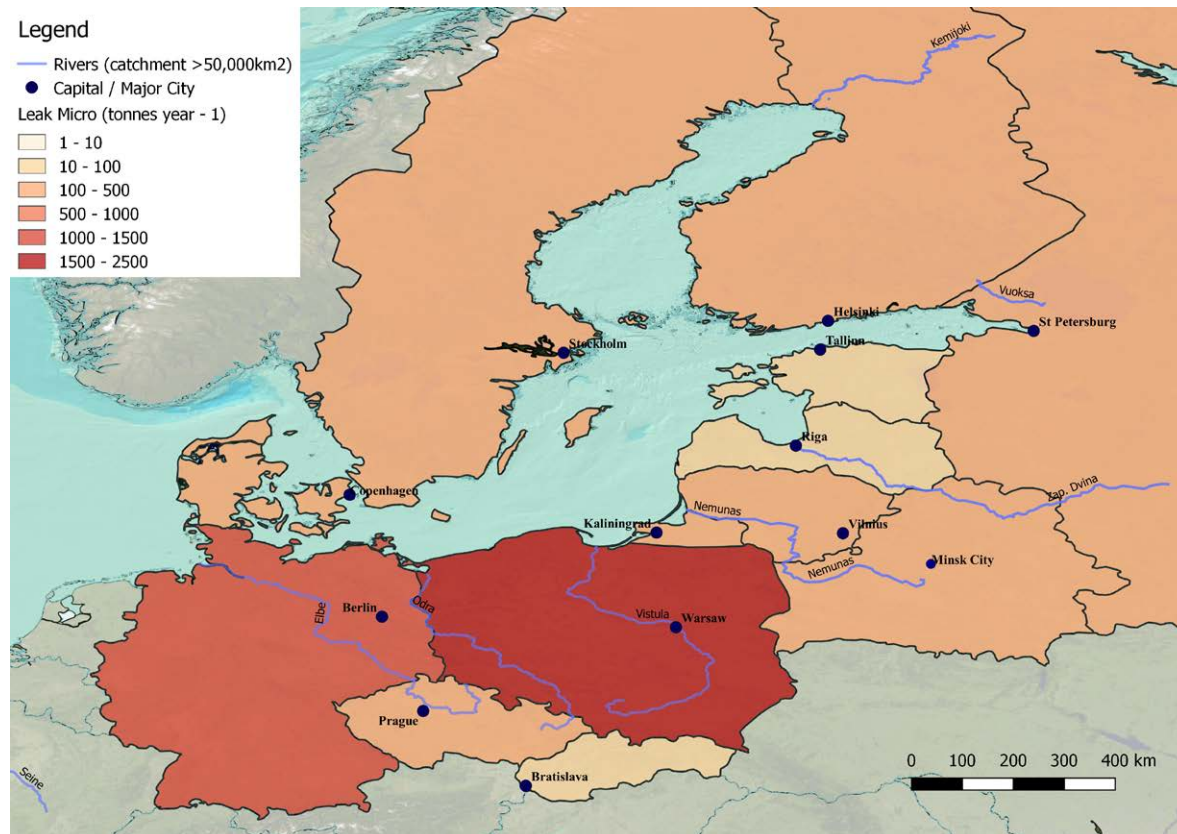 Legend
Rivers (catchment >50,000km2)
Capital / Major City
Leak Micro (tonnes year - 1)
1 - 10
10 - 100
100 - 500
500 - 1000
1000 - 1500
1500 - 2500
Kemijoki
Vuoksa
Helsinki
St Petersburg
Stockholm
Tallinn
Riga
Copenhagen
Zap. Dvina
Nemunas
Kaliningrad
Vilnius
Minsk City
Nemunas
Berlin
Odra
Elbe
Vistula
Warsaw
Prague
Bratislava
Seine
0 100 200 300 400 km